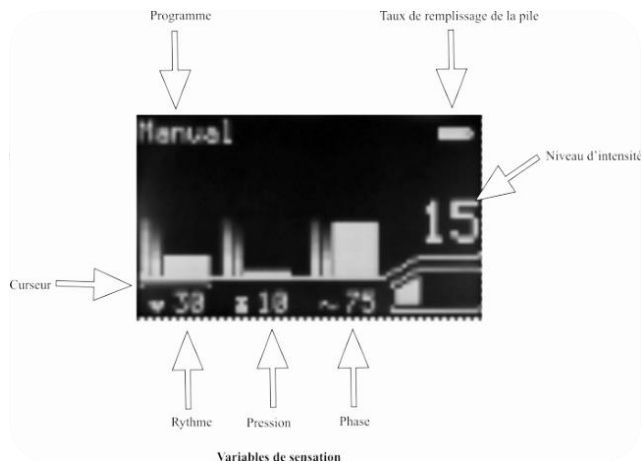 Programme
Taux de remplissage de la pile
Manual
Niveau d'intensité
15
Curseur
30
10
75
Rythme
Pression
Phase
Variables de sensation